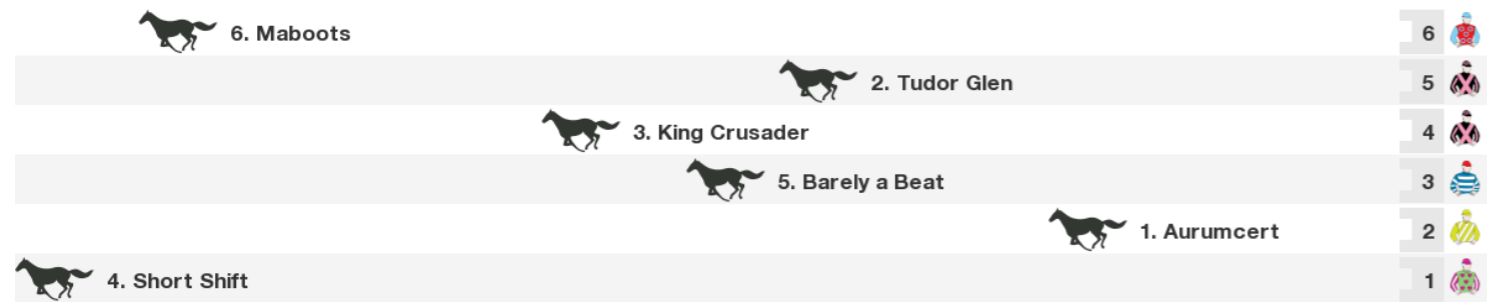 6. Maboots 6
2. Tudor Glen 5
3. King Crusader 4
5. Barely a Beat 3
1. Aurumcert 2
4. Short Shift 1